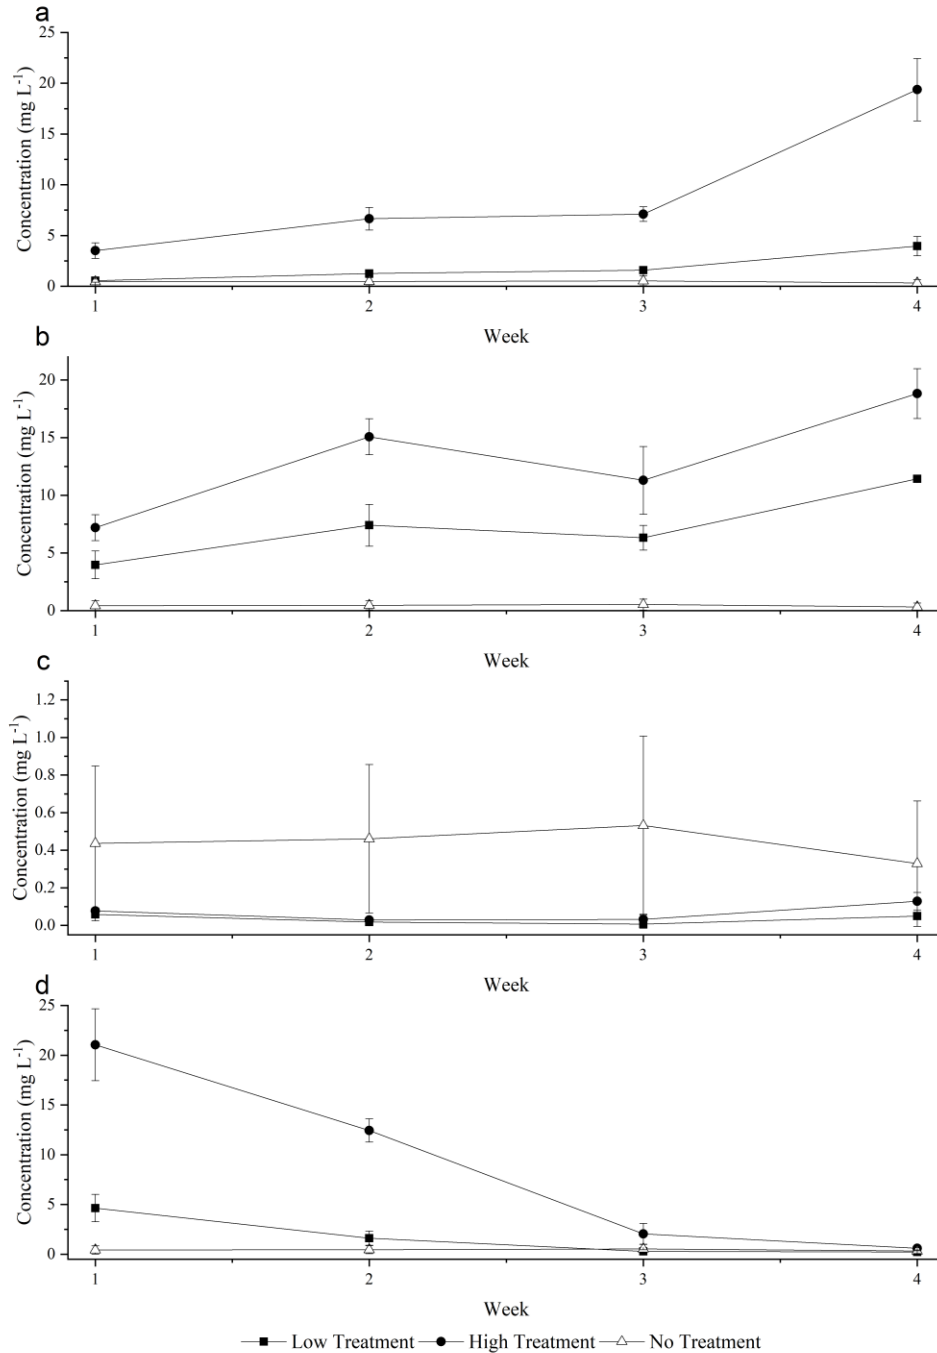 a
25
20
15
10
5
0
Concentration (mg L-1)
1 2 3 4
Week
b
20
15
10
5
0
Concentration (mg L-1)
1 2 3 4
Week
c
1.2
1.0
0.8
0.6
0.4
0.2
0.0
Concentration (mg L-1)
1 2 3 4
Week
d
25
20
15
10
5
0
Concentration (mg L-1)
1 2 3 4
Week
Low Treatment High Treatment No Treatment